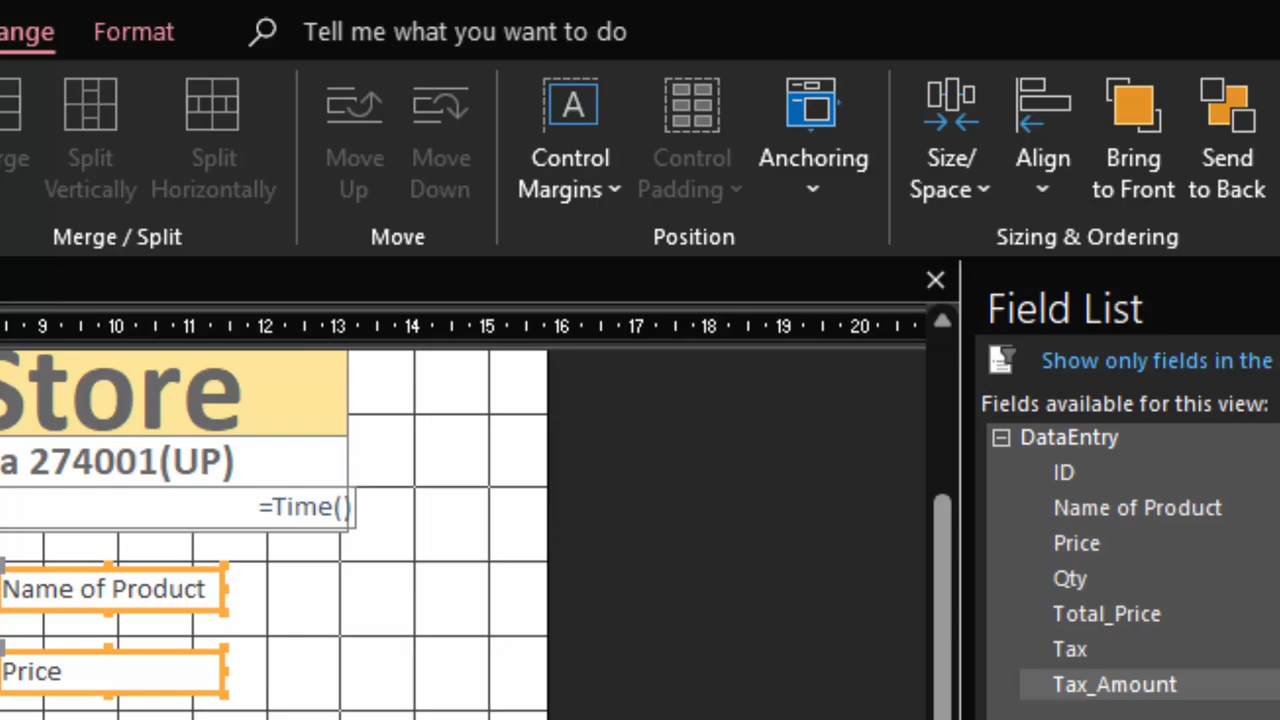 ange Format Tell me what you want to do
rge Split Vertically Split Horizontally Move Up Move Down Control Margins Control Padding Anchoring Size/ Space Align Bring to Front Send to Back
Merge / Split Move Position Sizing & Ordering
9 10 11 12 13 14 15 16 17 18 19 20
Store
a 274001(UP)
=Time()
Name of Product
Price
Field List
Show only fields in the
Fields available for this view:
DataEntry
ID
Name of Product
Price
Qty
Total_Price
Tax
Tax_Amount